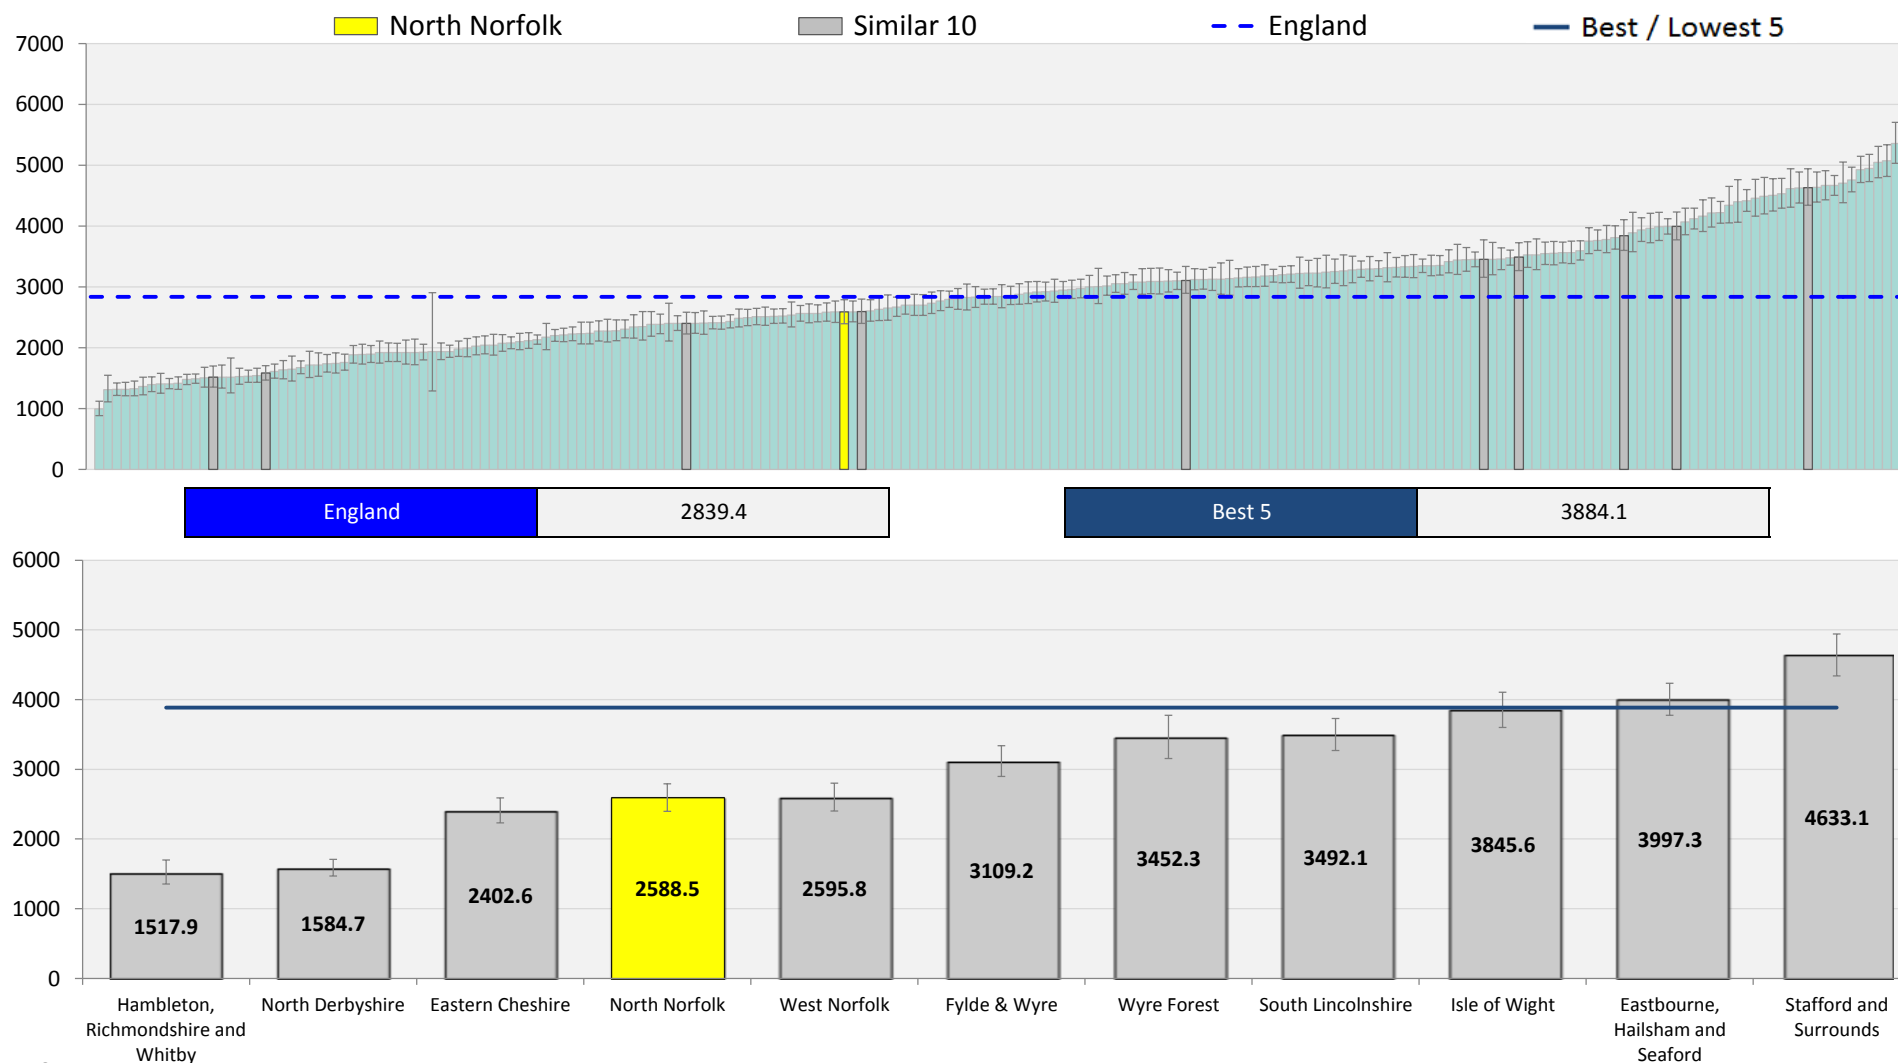 North Norfolk
Similar 10
England
Best / Lowest 5
7000
6000
5000
4000
3000
2000
1000
0
England
2839.4
Best 5
3884.1
6000
5000
4000
3000
2000
1000
0
1517.9
1584.7
2402.6
2588.5
2595.8
3109.2
3452.3
3492.1
3845.6
3997.3
4633.1
Hambleton,
Richmondshire and
Whitby
North Derbyshire
Eastern Cheshire
North Norfolk
West Norfolk
Fylde & Wyre
Wyre Forest
South Lincolnshire
Isle of Wight
Eastbourne,
Hailsham and
Seaford
Stafford and
Surrounds